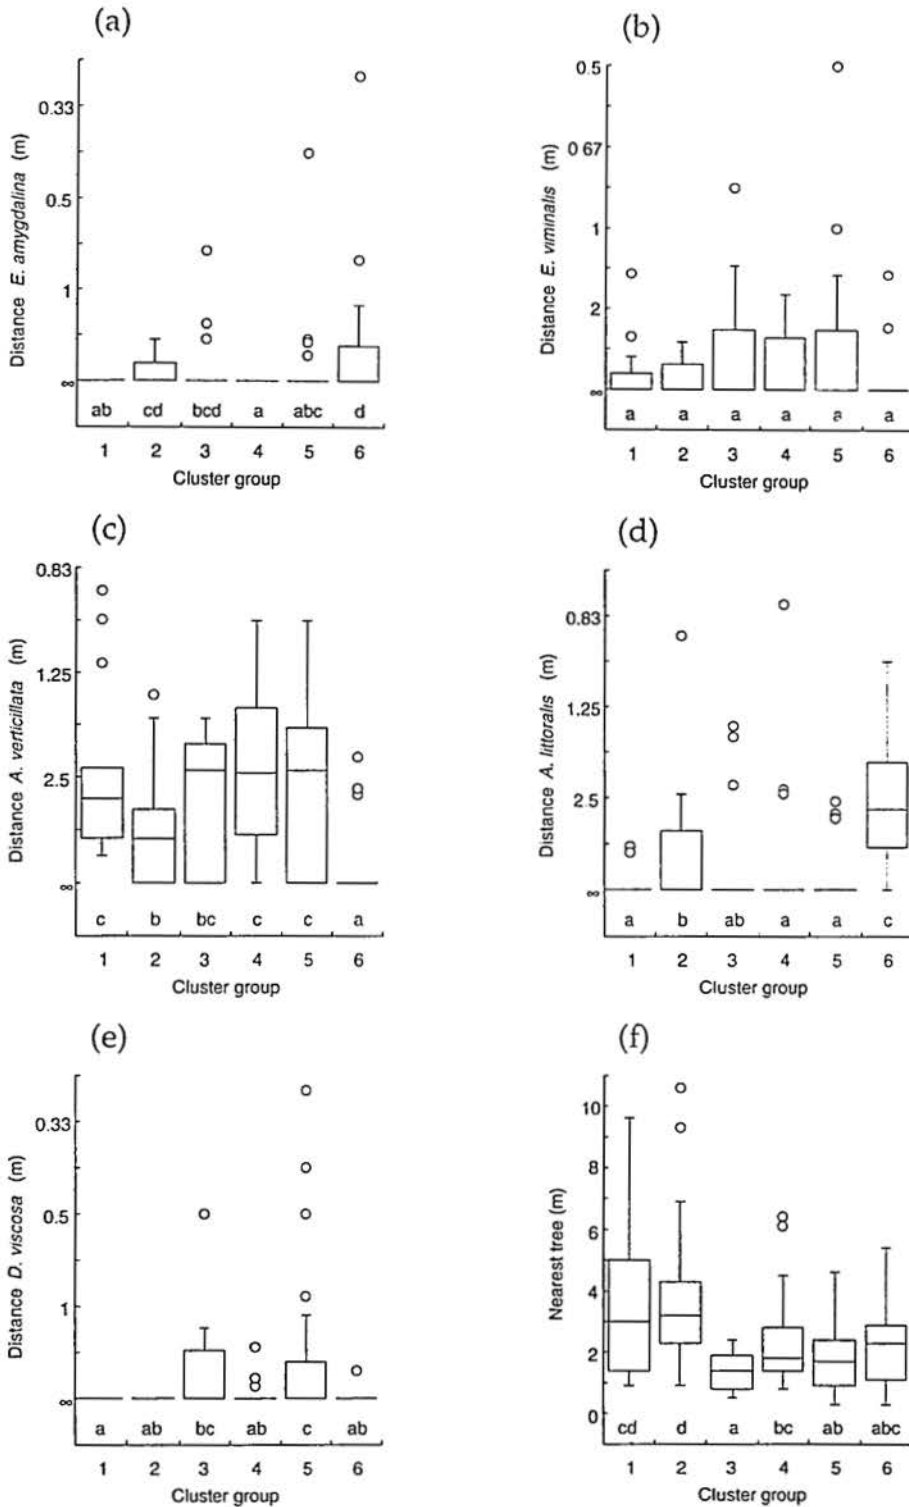 (a)
Distance E. amygdalina (m)
0.33
0.5
1
∞
ab cd bcd a abc d
1 2 3 4 5 6
Cluster group
(b)
Distance E. viminalis (m)
0.5
0 67
1
2
∞
a a a a a a
1 2 3 4 5 6
Cluster group
(c)
Distance A. verticillata (m)
0.83
1.25
2.5
∞
c b bc c c a
1 2 3 4 5 6
Cluster group
(d)
Distance A. littoralis (m)
0.83
1.25
2.5
∞
a b ab a a c
1 2 3 4 5 6
Cluster group
(e)
Distance D. viscosa (m)
0.33
0.5
1
∞
a ab bc ab c ab
1 2 3 4 5 6
Cluster group
(f)
Nearest tree (m)
10
8
6
4
2
0
cd d a bc ab abc
1 2 3 4 5 6
Cluster group